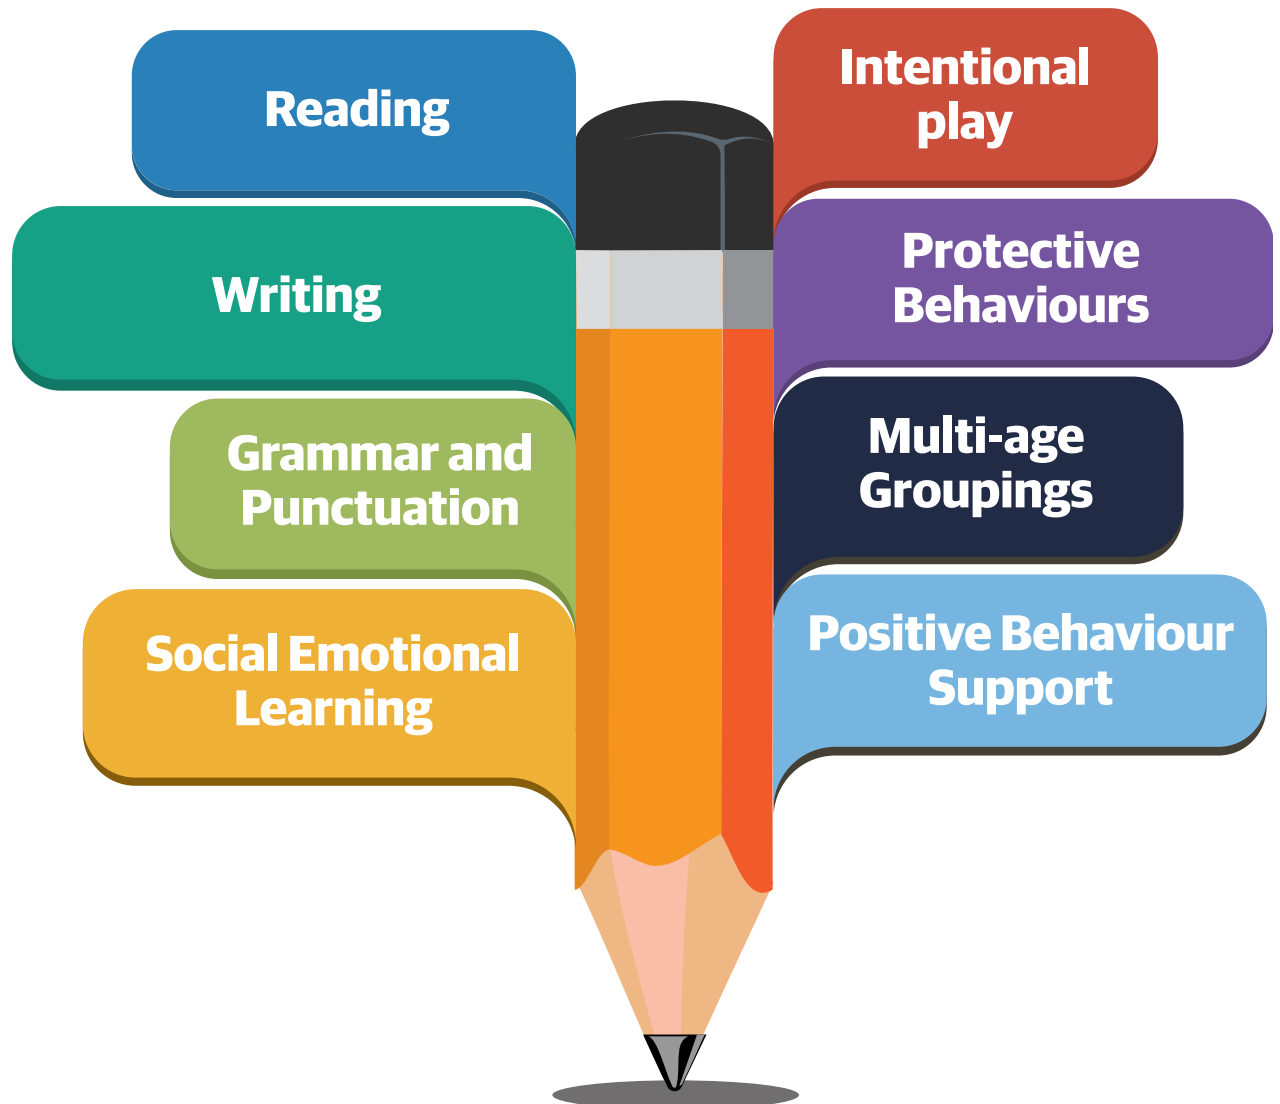 Reading
Writing
Grammar and
Punctuation
Social Emotional
Learning
Intentional
play
Protective
Behaviours
Multi-age
Groupings
Positive Behaviour
Support